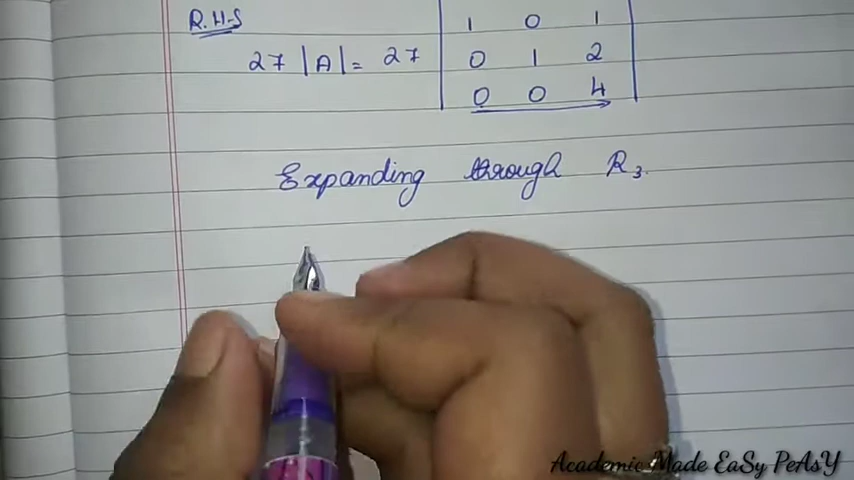 R.H.S
1 0 1
27 |A| = 27 0 1 2
0 0 4
Expanding through R₃.
Academic Made EaSy PeAsY